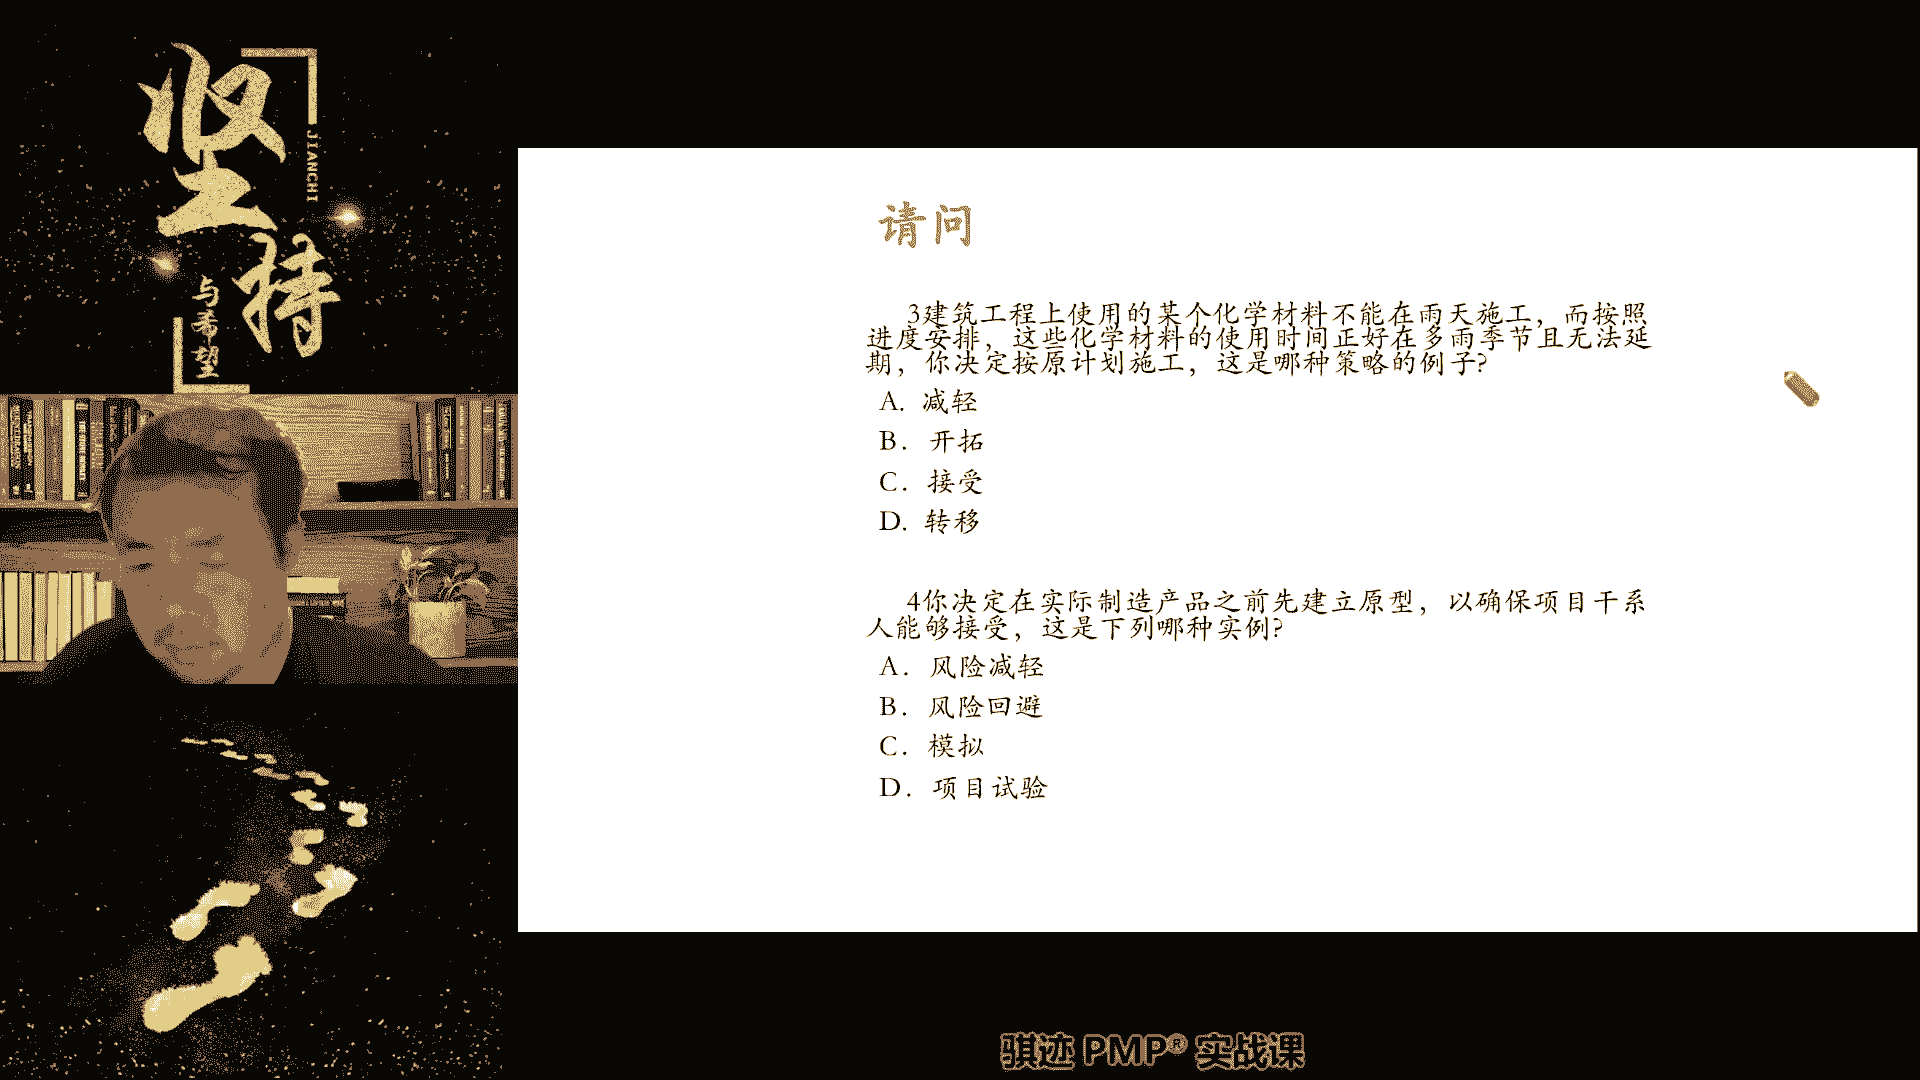 坚持
JIANCHI
与希望
请问
3建筑工程上使用的某个化学材料不能在雨天施工，而按照
进度安排，这些化学材料的使用时间正好在多雨季节且无法延
期，你决定按原计划施工，这是哪种策略的例子?
A. 减轻
B. 开拓
C. 接受
D. 转移
4你决定在实际制造产品之前先建立原型，以确保项目干系
人能够接受，这是下列哪种实例?
A. 风险减轻
B. 风险回避
C. 模拟
D. 项目试验
骐迹 PMP® 实战课